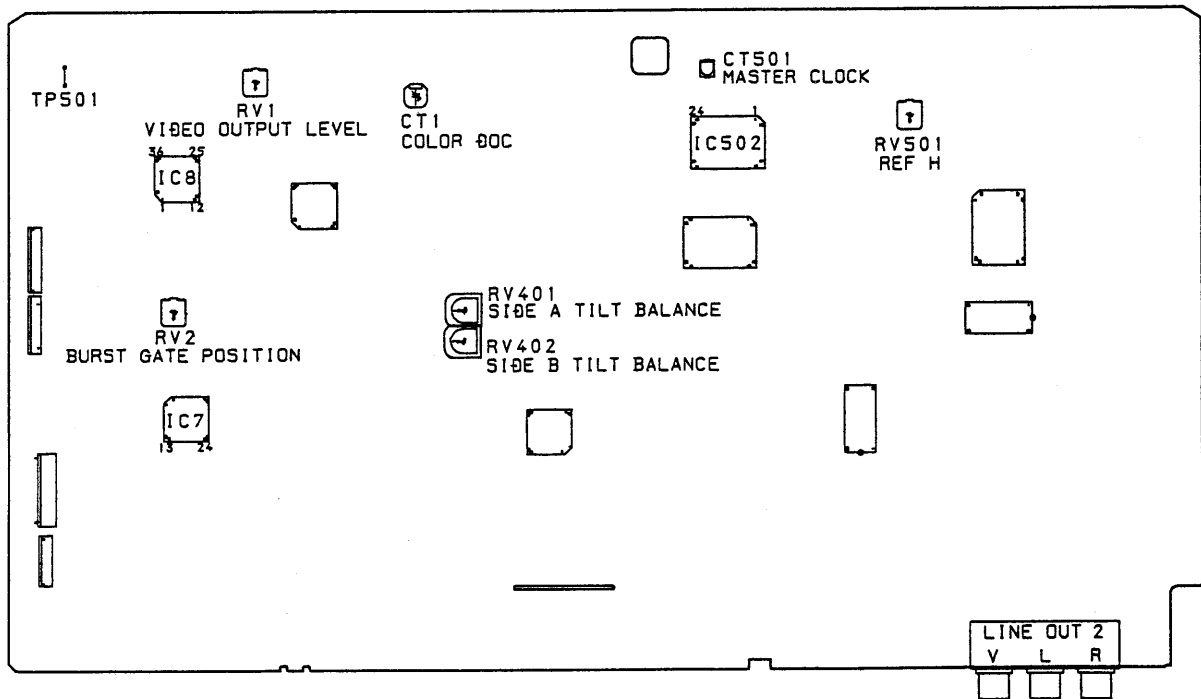 TP501
RV1
VIDEO OUTPUT LEVEL
CT1
COLOR DOC
CT501
MASTER CLOCK
24 1
IC502
RV501
REF H
36 25
IC8
1 12
RV401
SIDE A TILT BALANCE
RV402
SIDE B TILT BALANCE
RV2
BURST GATE POSITION
IC7
13 24
LINE OUT 2
V L R